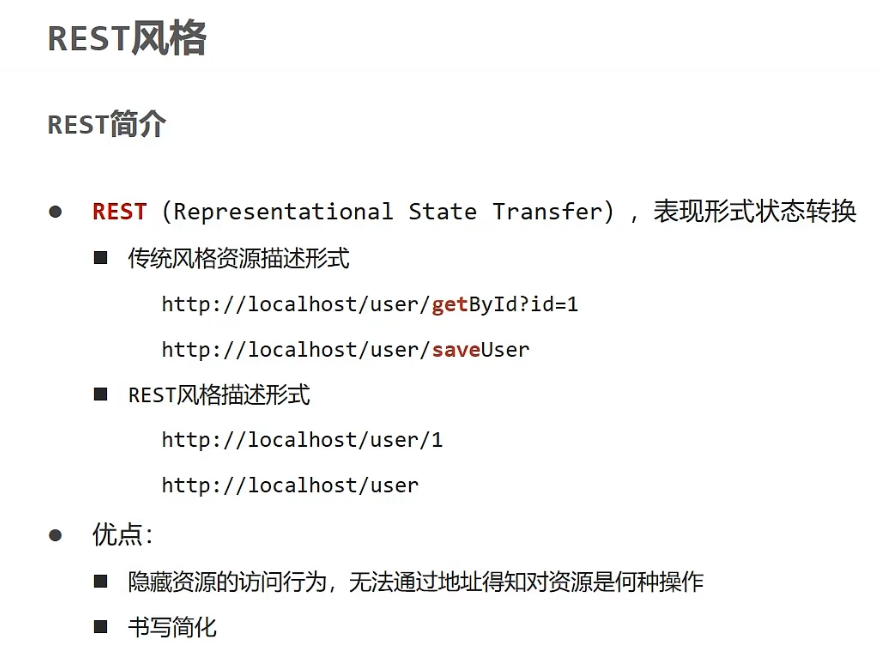 REST风格
REST简介
● REST（Representational State Transfer），表现形式状态转换
■ 传统风格资源描述形式
http://localhost/user/getById?id=1
http://localhost/user/saveUser
■ REST风格描述形式
http://localhost/user/1
http://localhost/user
● 优点：
■ 隐藏资源的访问行为，无法通过地址得知对资源是何种操作
■ 书写简化